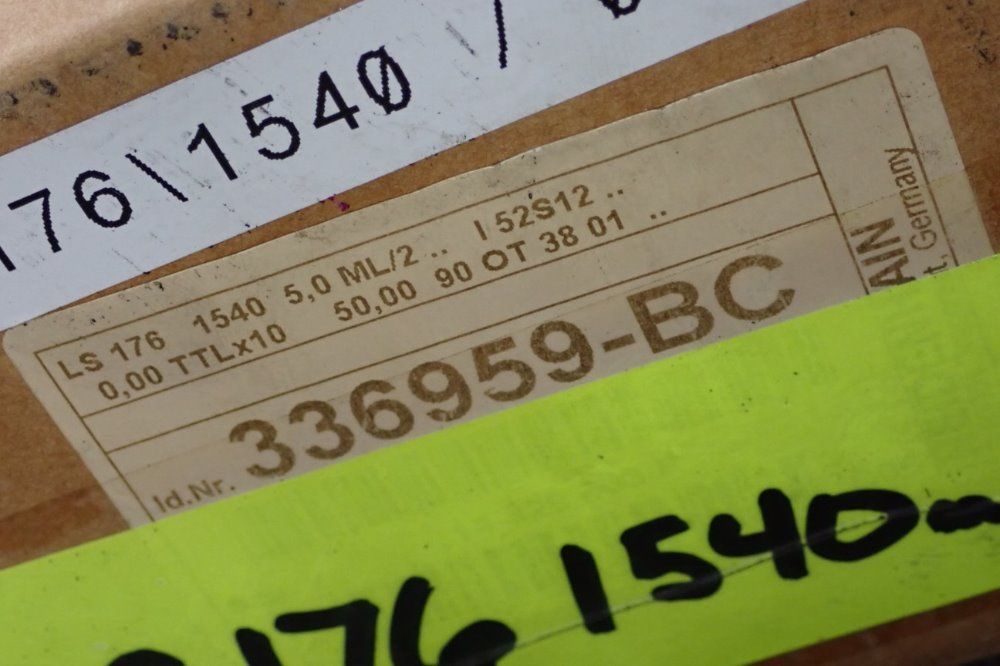 176\1540 /
LS 176 1540 5,0 ML/2 .. I 52S12 ..
0,00 TTLx10 50,00 90 OT 38 01 ..
Id.Nr. 336959-BC
Germany
176 1540